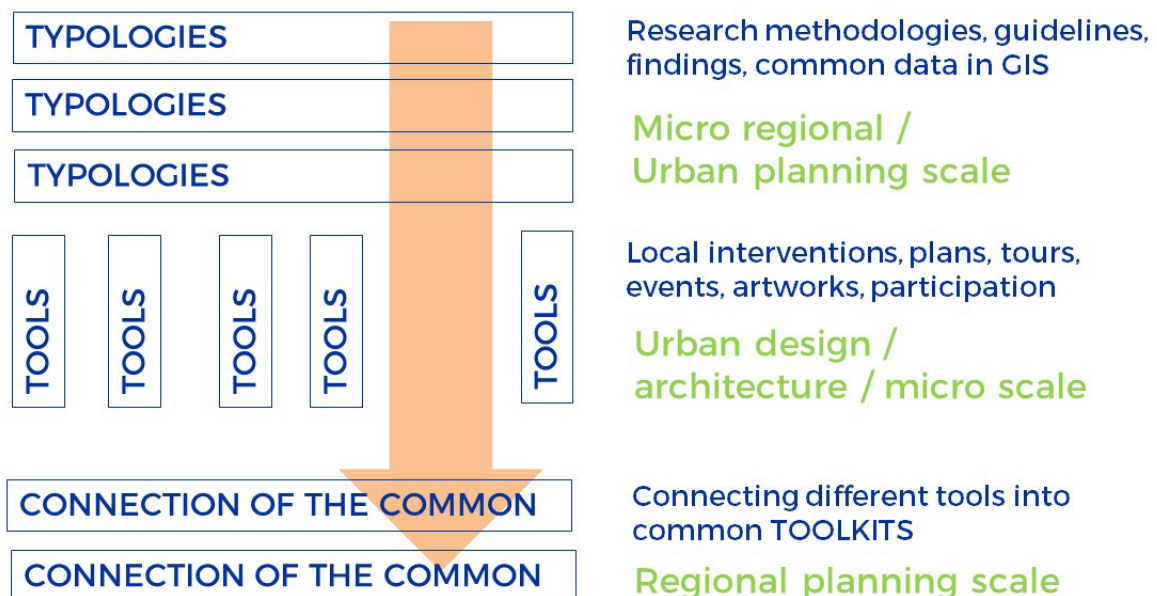 TYPOLOGIES
TYPOLOGIES
TYPOLOGIES
Research methodologies, guidelines,
findings, common data in GIS
Micro regional /
Urban planning scale
TOOLS
TOOLS
TOOLS
TOOLS
TOOLS
Local interventions, plans, tours,
events, artworks, participation
Urban design /
architecture / micro scale
CONNECTION OF THE COMMON
CONNECTION OF THE COMMON
Connecting different tools into
common TOOLKITS
Regional planning scale